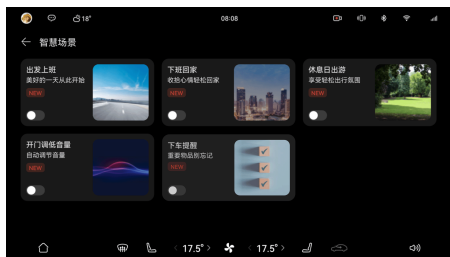 18°
08:08
智慧场景
出发上班
美好的一天从此开始
NEW
下班回家
收拾心情轻松回家
NEW
休息日出游
享受轻松出行氛围
NEW
开门调低音量
自动调节音量
NEW
下车提醒
重要物品别忘记
NEW
17.5°
17.5°